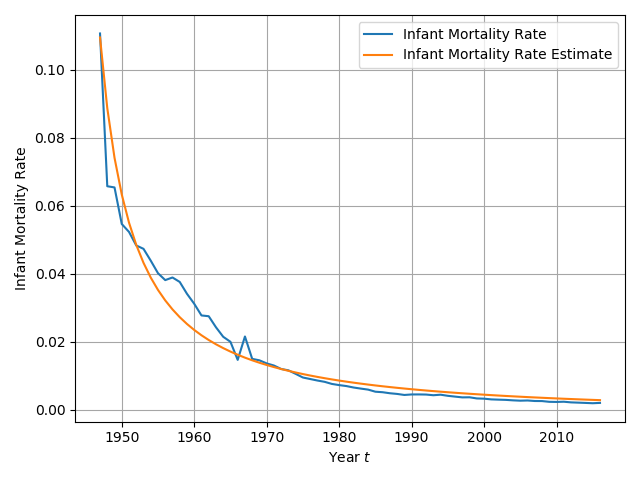 Infant Mortality Rate
Infant Mortality Rate Estimate
0.10
0.08
0.06
0.04
0.02
0.00
Infant Mortality Rate
1950 1960 1970 1980 1990 2000 2010
Year t